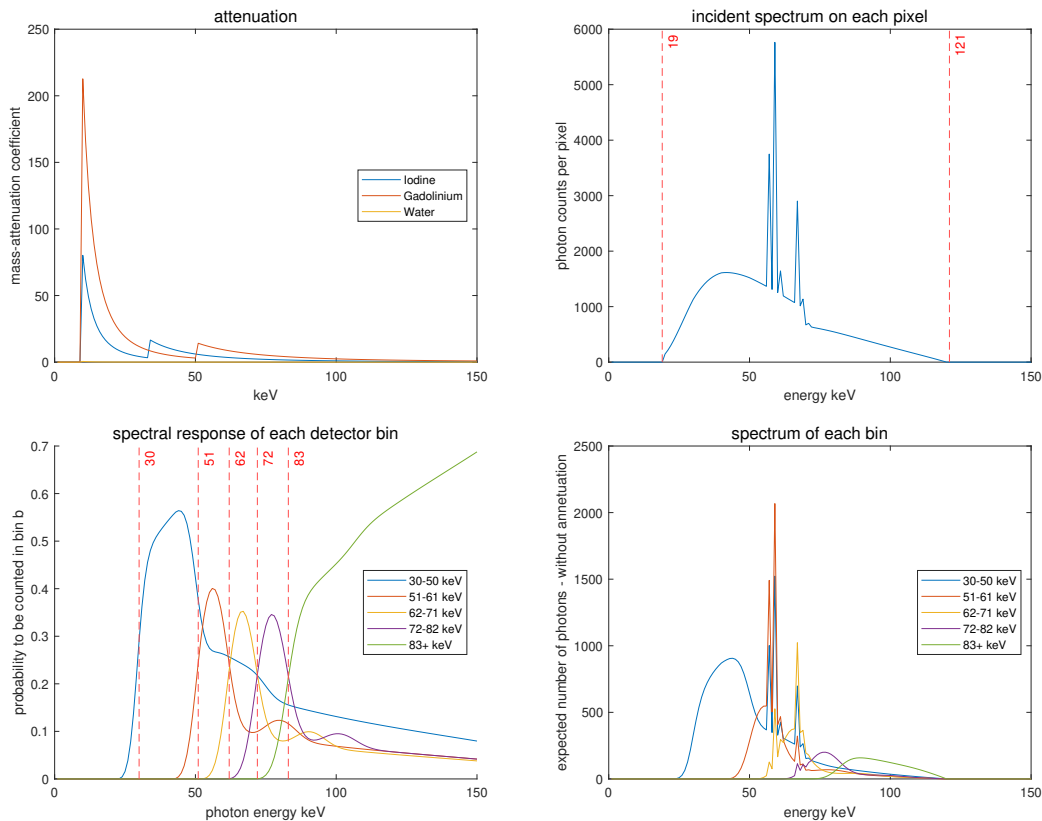 attenuation
250
200
150
100
50
0
mass-attenuation coefficient
Iodine
Gadolinium
Water
0 50 100 150
keV
incident spectrum on each pixel
19
121
6000
5000
4000
3000
2000
1000
0
photon counts per pixel
0 50 100 150
energy keV
spectral response of each detector bin
30 51 62 72 83
0.7
0.6
0.5
0.4
0.3
0.2
0.1
0
probability to be counted in bin b
30-50 keV
51-61 keV
62-71 keV
72-82 keV
83+ keV
0 50 100 150
photon energy keV
spectrum of each bin
2500
2000
1500
1000
500
0
expected number of photons - without annetuation
30-50 keV
51-61 keV
62-71 keV
72-82 keV
83+ keV
0 50 100 150
energy keV